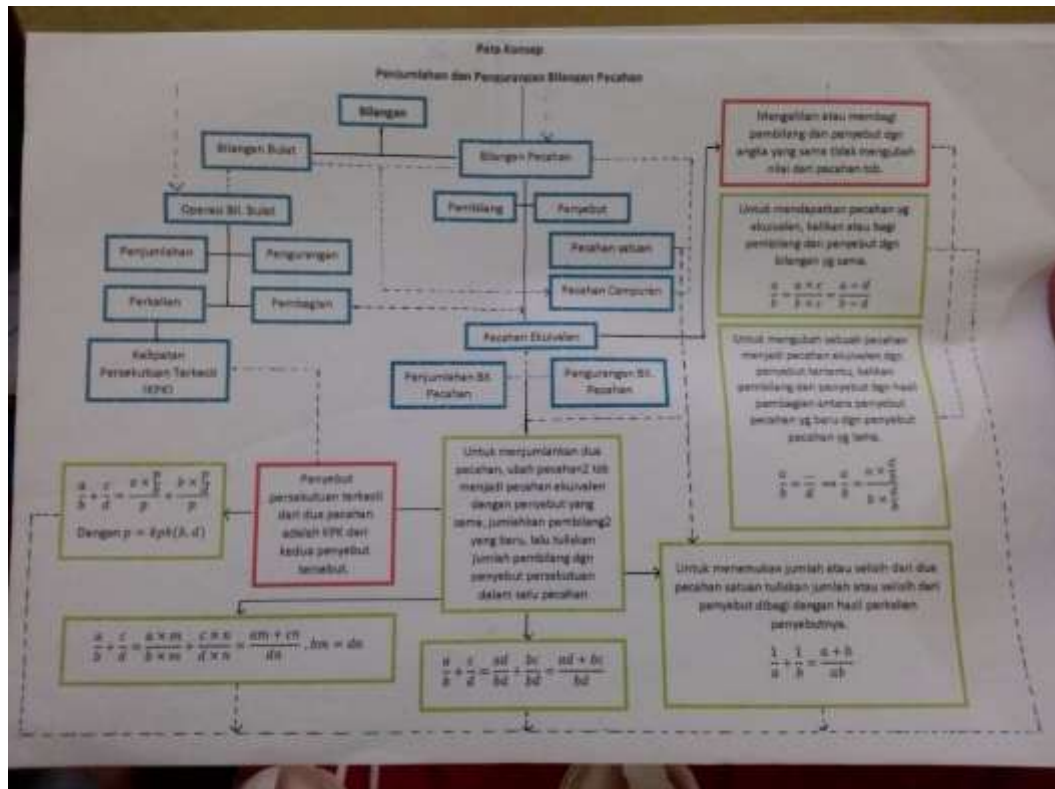 Peta Konsep
Penjumlahan dan Pengurangan Bilangan Pecahan
Bilangan
Bilangan Bulat
Bilangan Pecahan
Operasi Bil. Bulat
Pembilang
Penyebut
Penjumlahan
Pengurangan
Pecahan satuan
Perkalian
Pembagian
Pecahan Campuran
Pecahan Ekuivalen
Kelipatan
Persekutuan Terkecil
(KPK)
Penjumlahan Bil.
Pecahan
Pengurangan Bil.
Pecahan
Mengalikan atau membagi
pembilang dan penyebut dgn
angka yang sama tidak mengubah
nilai dari pecahan tsb.
Untuk mendapatkan pecahan yg
ekuivalen, kalikan atau bagi
pembilang dan penyebut dgn
bilangan yg sama.
a/b = a × c/b × c = a ÷ d/b ÷ d
Untuk mengubah sebuah pecahan
menjadi pecahan ekuivalen dgn
penyebut tertentu, kalikan
pembilang dan penyebut dgn hasil
pembagian antara penyebut
pecahan yg baru dgn penyebut
pecahan yg lama.
Untuk menjumlahkan dua
pecahan, ubah pecahan2 tsb
menjadi pecahan ekuivalen
dengan penyebut yang
sama, jumlahkan pembilang2
yang baru, lalu tuliskan
jumlah pembilang dgn
penyebut persekutuan
dalam satu pecahan
Penyebut
persekutuan terkecil
dari dua pecahan
adalah KPK dari
kedua penyebut
tersebut.
a/b + c/d =
Dengan p = kpk(b, d)
Untuk menemukan jumlah atau selisih dari dua
pecahan satuan tuliskan jumlah atau selisih dari
penyebut dibagi dengan hasil perkalian
penyebutnya.
1/a + 1/b = a + b/ab
a/b + c/d = a × m/b × m + c × n/d × n = am + cn/dn , bm = dn
a/b + c/d = ad/bd + bc/bd = ad + bc/bd